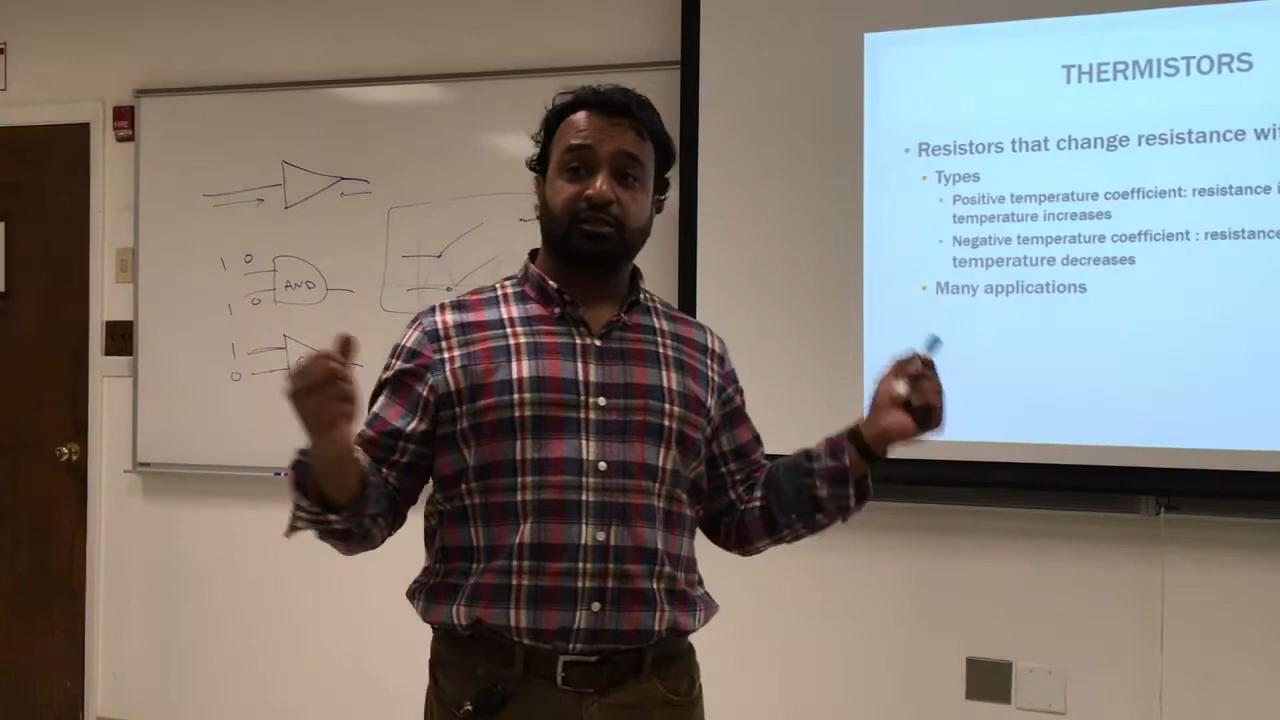 FIRE
1 0
AND
0
1
1
0
THERMISTORS
• Resistors that change resistance
• Types
• Positive temperature coefficient: resistance
temperature increases
• Negative temperature coefficient : resistance
temperature decreases
• Many applications